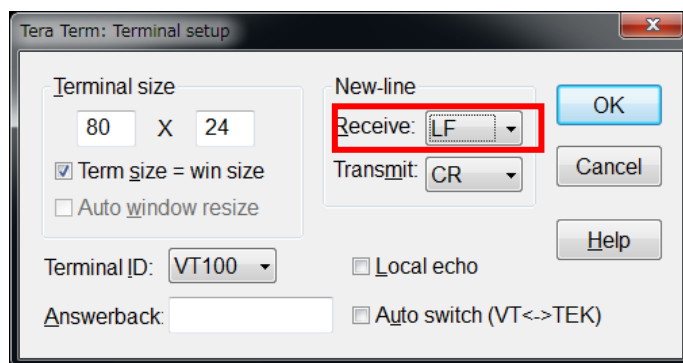 Tera Term: Terminal setup
Terminal size
80 X 24
Term size = win size
Auto window resize
New-line
Receive: LF
Transmit: CR
OK
Cancel
Help
Terminal ID: VT100
Local echo
Answerback:
Auto switch (VT<->TEK)